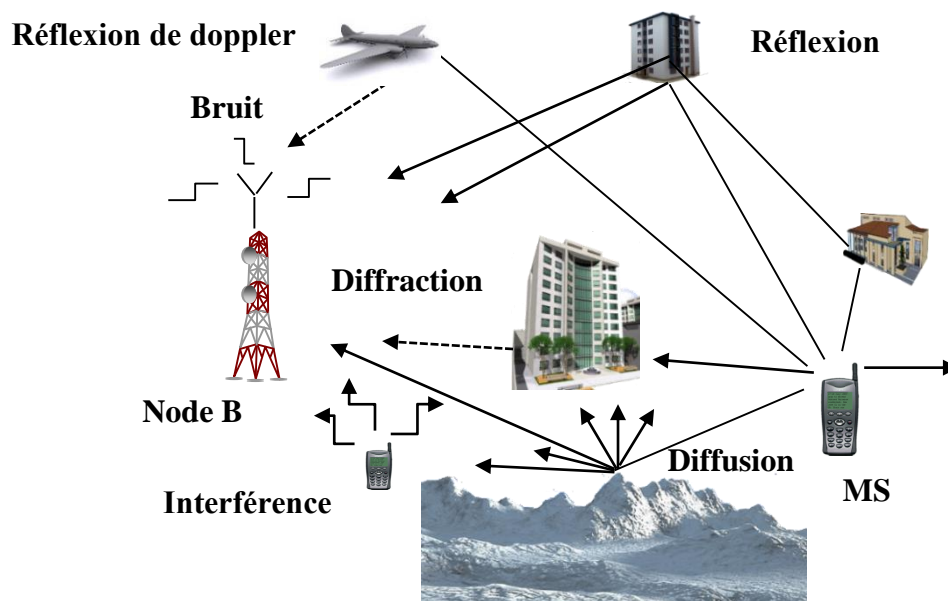 Réflexion de doppler
Réflexion
Bruit
Diffraction
Node B
Diffusion
MS
Interférence